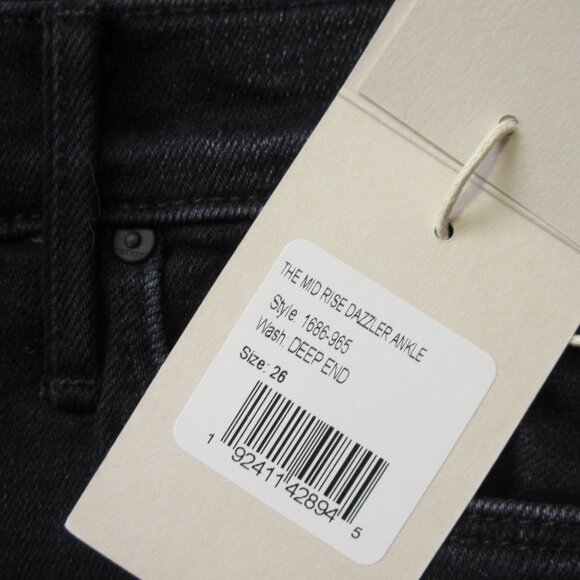 THE MID RISE DAZZLER ANKLE
Style: 1686-965
Wash: DEEP END
Size: 26
1 92411 42894 5